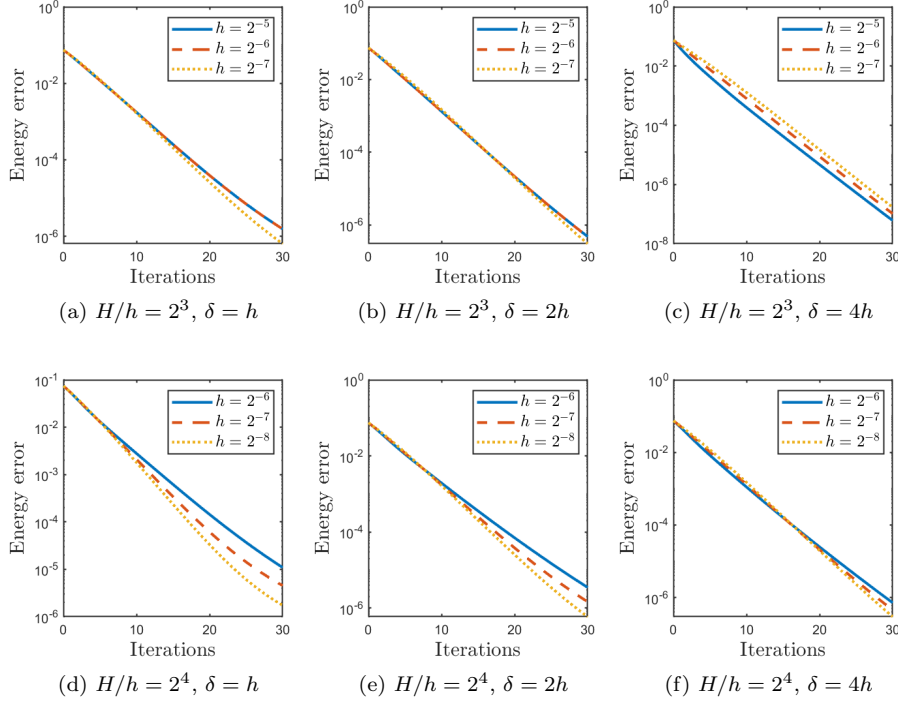 10^0
10^-2
10^-4
10^-6
Energy error
0 10 20 30
Iterations
h = 2^-5
h = 2^-6
h = 2^-7
(a) H/h = 2^3, δ = h
10^0
10^-2
10^-4
10^-6
Energy error
0 10 20 30
Iterations
h = 2^-5
h = 2^-6
h = 2^-7
(b) H/h = 2^3, δ = 2h
10^0
10^-2
10^-4
10^-6
10^-8
Energy error
0 10 20 30
Iterations
h = 2^-5
h = 2^-6
h = 2^-7
(c) H/h = 2^3, δ = 4h
10^-1
10^-2
10^-3
10^-4
10^-5
10^-6
Energy error
0 10 20 30
Iterations
h = 2^-6
h = 2^-7
h = 2^-8
(d) H/h = 2^4, δ = h
10^0
10^-2
10^-4
10^-6
Energy error
0 10 20 30
Iterations
h = 2^-6
h = 2^-7
h = 2^-8
(e) H/h = 2^4, δ = 2h
10^0
10^-2
10^-4
10^-6
Energy error
0 10 20 30
Iterations
h = 2^-6
h = 2^-7
h = 2^-8
(f) H/h = 2^4, δ = 4h